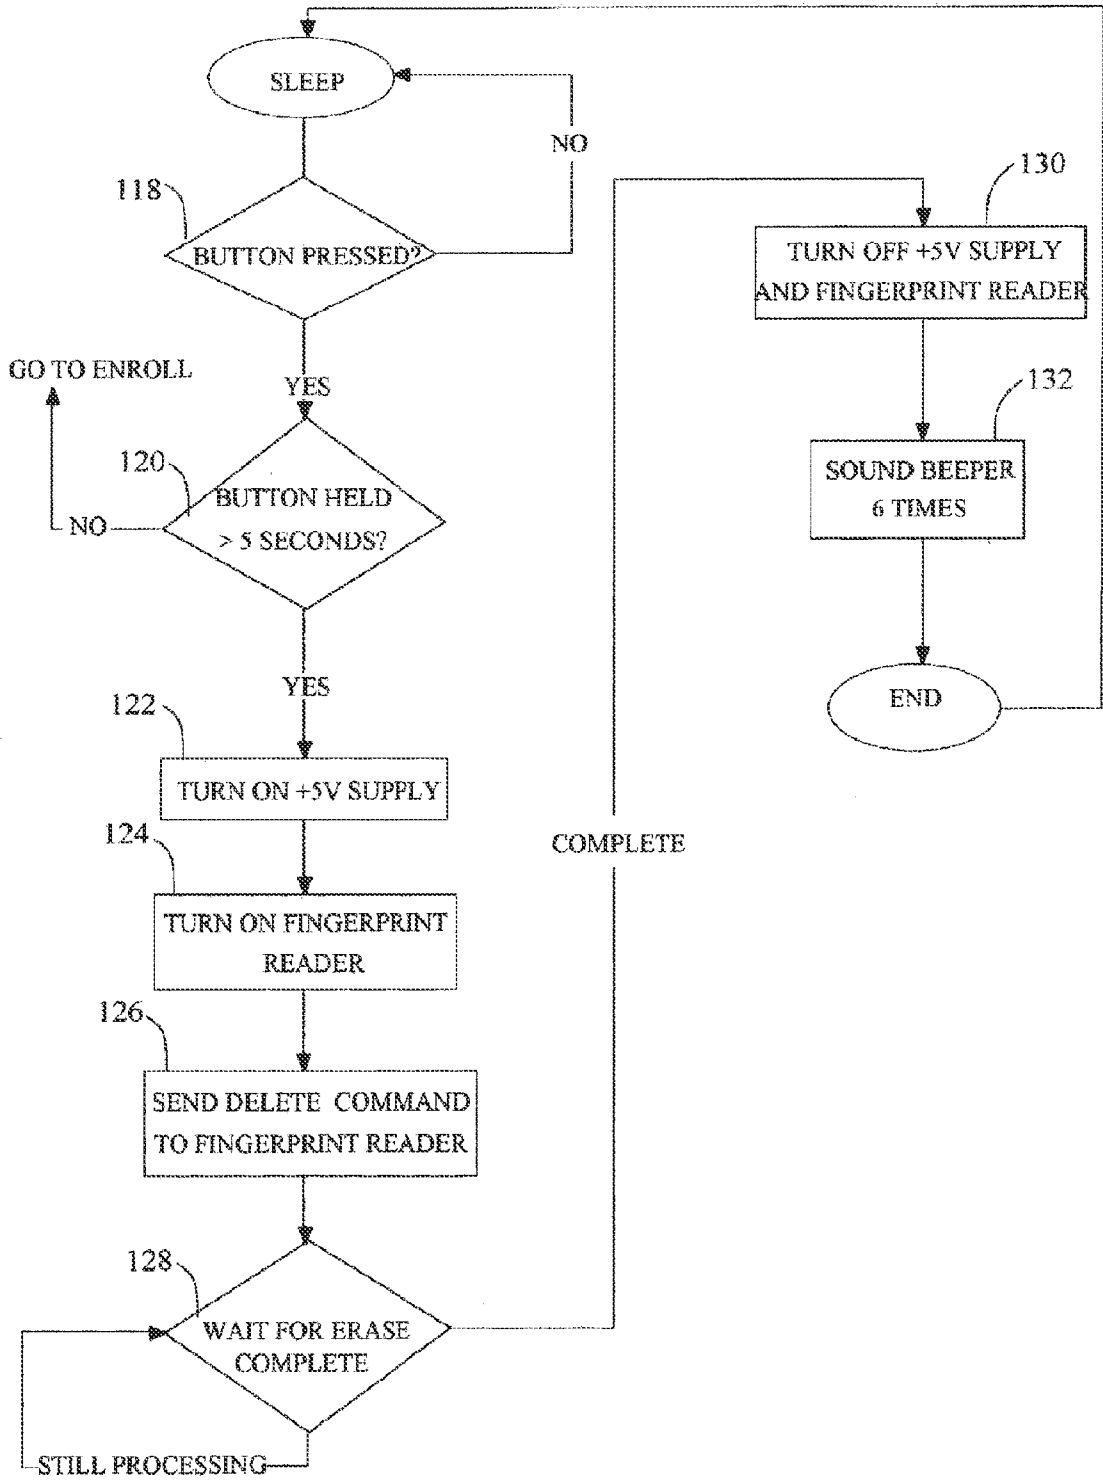 SLEEP
NO
118
BUTTON PRESSED?
GO TO ENROLL
YES
120
BUTTON HELD
> 5 SECONDS?
NO
YES
122
TURN ON +5V SUPPLY
124
TURN ON FINGERPRINT
READER
126
SEND DELETE COMMAND
TO FINGERPRINT READER
128
WAIT FOR ERASE
COMPLETE
STILL PROCESSING
COMPLETE
130
TURN OFF +5V SUPPLY
AND FINGERPRINT READER
132
SOUND BEEPER
6 TIMES
END